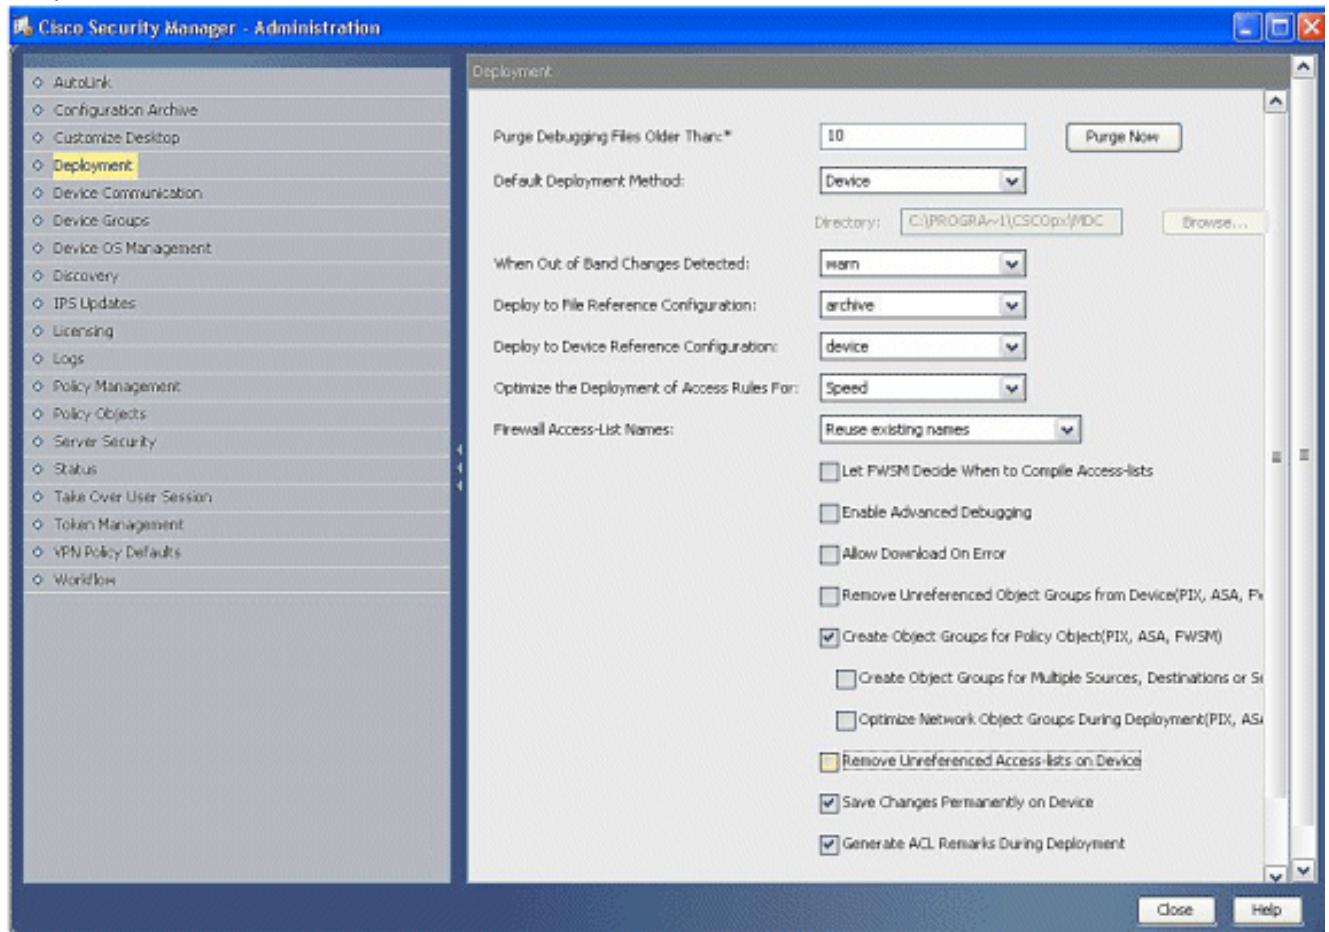 Cisco Security Manager - Administration
AutoLink
Configuration Archive
Customize Desktop
Deployment
Device Communication
Device Groups
Device OS Management
Discovery
IPS Updates
Licensing
Logs
Policy Management
Policy Objects
Server Security
Status
Take Over User Session
Token Management
VPN Policy Defaults
Workflow
Deployment
Purge Debugging Files Older Than:* 10 Purge Now
Default Deployment Method: Device
Directory: C:\PROGRA~1\CSCOpx\MDC Browse...
When Out of Band Changes Detected: warn
Deploy to File Reference Configuration: archive
Deploy to Device Reference Configuration: device
Optimize the Deployment of Access Rules For: Speed
Firewall Access-List Names: Reuse existing names
Let FWSM Decide When to Compile Access-lists
Enable Advanced Debugging
Allow Download On Error
Remove Unreferenced Object Groups from Device(PIX, ASA,
Create Object Groups for Policy Object(PIX, ASA, FWSM)
Create Object Groups for Multiple Sources, Destinations or
Optimize Network Object Groups During Deployment(PIX,
Remove Unreferenced Access-lists on Device
Save Changes Permanently on Device
Generate ACL Remarks During Deployment
Close Help